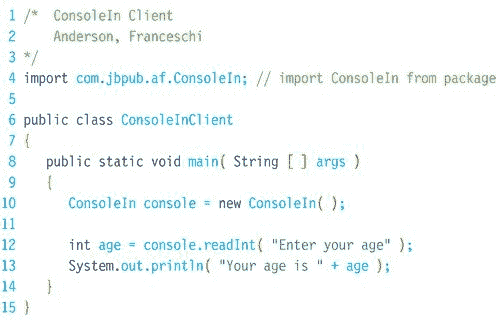 1 /*  ConsoleIn Client
2     Anderson, Franceschi
3 */
4 import com.jbpub.af.ConsoleIn; // import ConsoleIn from package
5
6 public class ConsoleInClient
7 {
8    public static void main( String [ ] args )
9    {
10      ConsoleIn console = new ConsoleIn( );
11
12      int age = console.readInt( "Enter your age" );
13      System.out.println( "Your age is " + age );
14   }
15 }